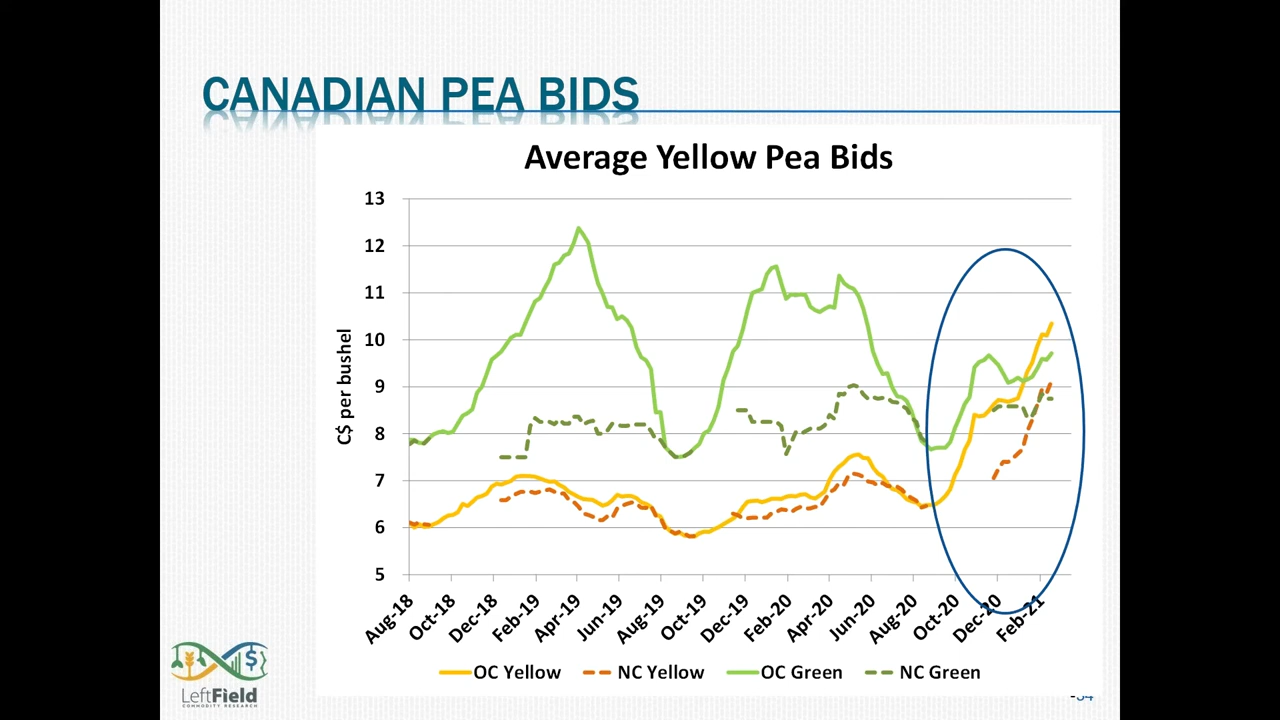 CANADIAN PEA BIDS
Average Yellow Pea Bids
C$ per bushel
13
12
11
10
9
8
7
6
5
Aug-18
Oct-18
Dec-18
Feb-19
Apr-19
Jun-19
Aug-19
Oct-19
Dec-19
Feb-20
Apr-20
Jun-20
Aug-20
Oct-20
Dec-20
Feb-21
OC Yellow
NC Yellow
OC Green
NC Green
LeftField
COMMODITY RESEARCH